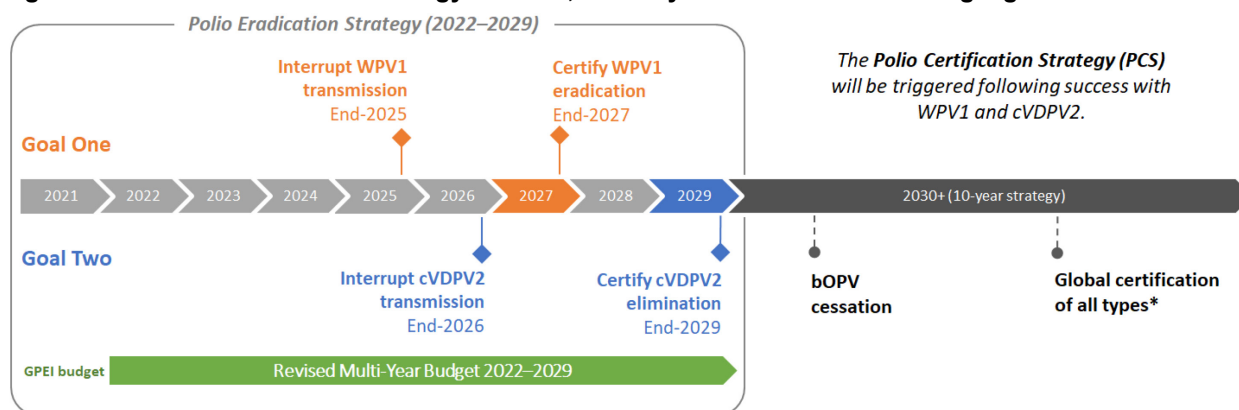 Polio Eradication Strategy (2022–2029)
Interrupt WPV1
transmission
End-2025
Certify WPV1
eradication
End-2027
The Polio Certification Strategy (PCS)
will be triggered following success with
WPV1 and cVDPV2.
Goal One
2021
2022
2023
2024
2025
2026
2027
2028
2029
2030+ (10-year strategy)
Goal Two
Interrupt cVDPV2
transmission
End-2026
Certify cVDPV2
elimination
End-2029
bOPV
cessation
Global certification
of all types*
GPEI budget
Revised Multi-Year Budget 2022–2029